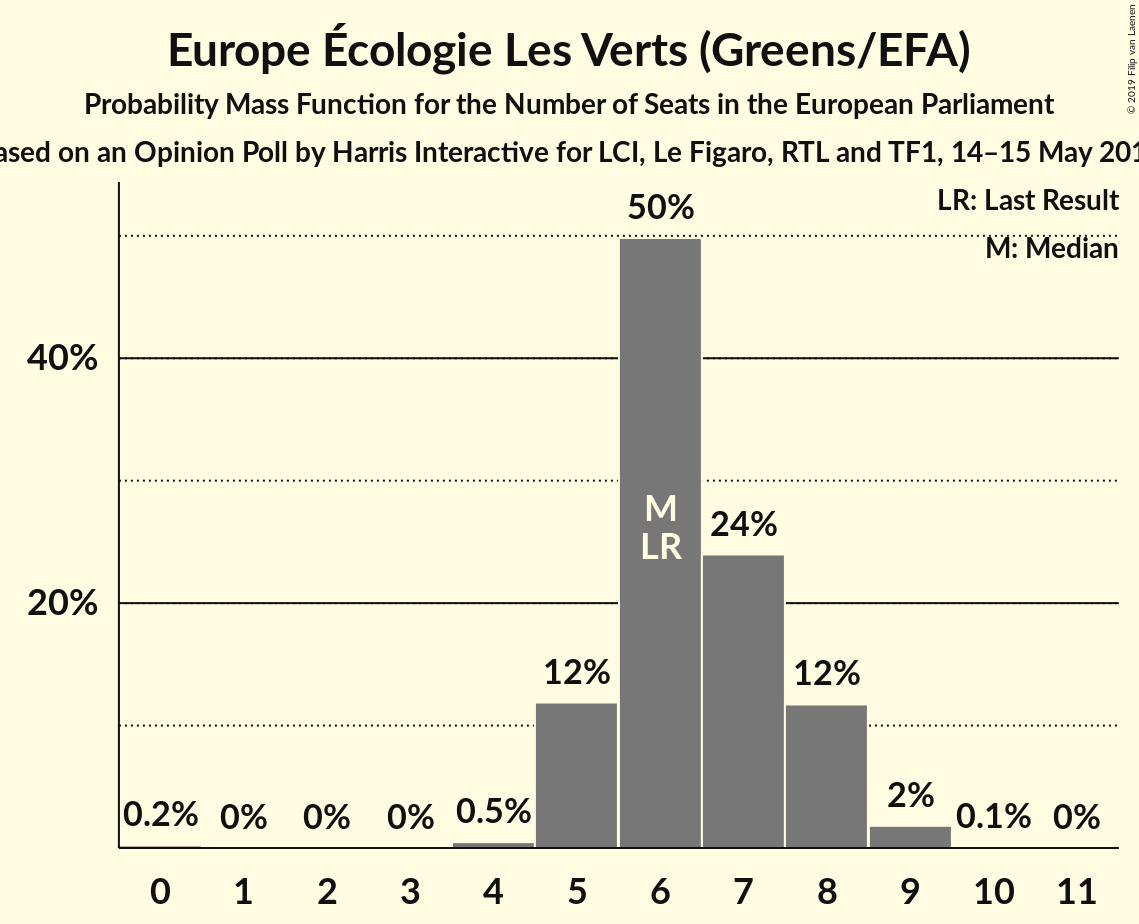 Europe Écologie Les Verts (Greens/EFA)
Probability Mass Function for the Number of Seats in the European Parliament
on an Opinion Poll by Harris Interactive for LCI, Le Figaro, RTL and TF1, 14–15 May
© 2019 Filip van Laenen
LR: Last Result
M: Median
50%
40%
M
LR
24%
20%
12%
12%
0.2%
0%
0%
0%
0.5%
2%
0.1%
0%
0 1 2 3 4 5 6 7 8 9 10 11